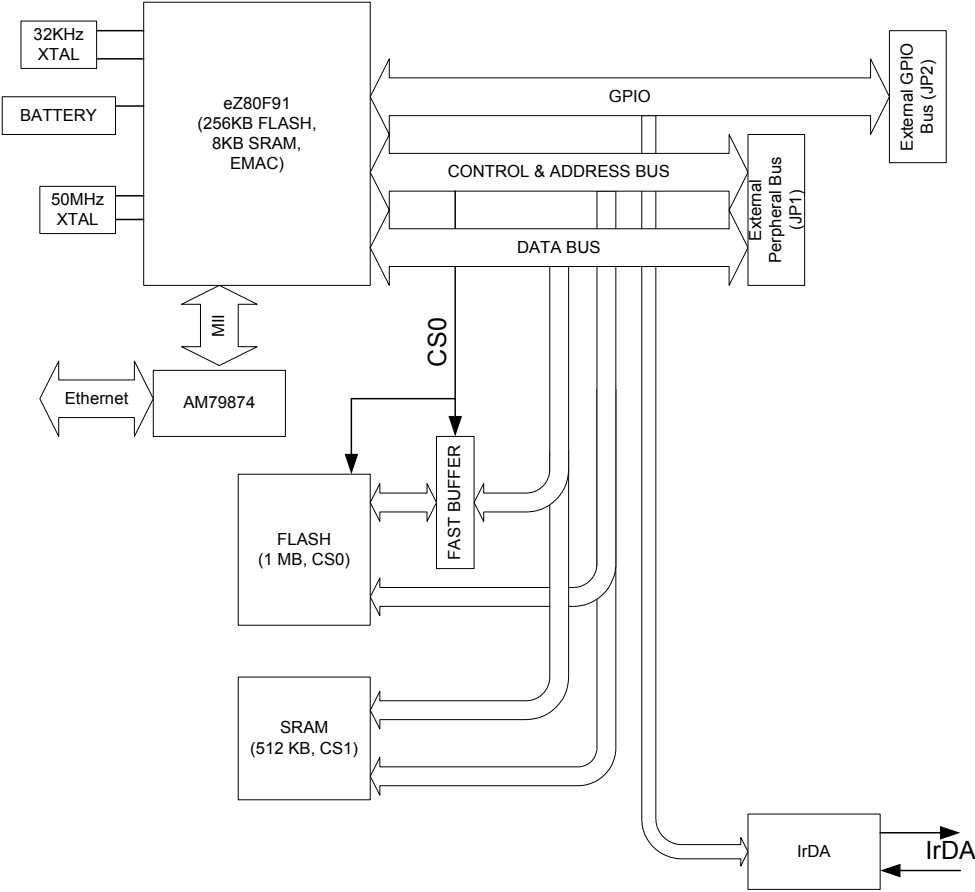 32KHz
XTAL
BATTERY
50MHz
XTAL
eZ80F91
(256KB FLASH,
8KB SRAM,
EMAC)
GPIO
External GPIO
Bus (JP2)
CONTROL & ADDRESS BUS
DATA BUS
External
Perpheral Bus
(JP1)
MII
Ethernet
AM79874
CS0
FAST BUFFER
FLASH
(1 MB, CS0)
SRAM
(512 KB, CS1)
IrDA
IrDA